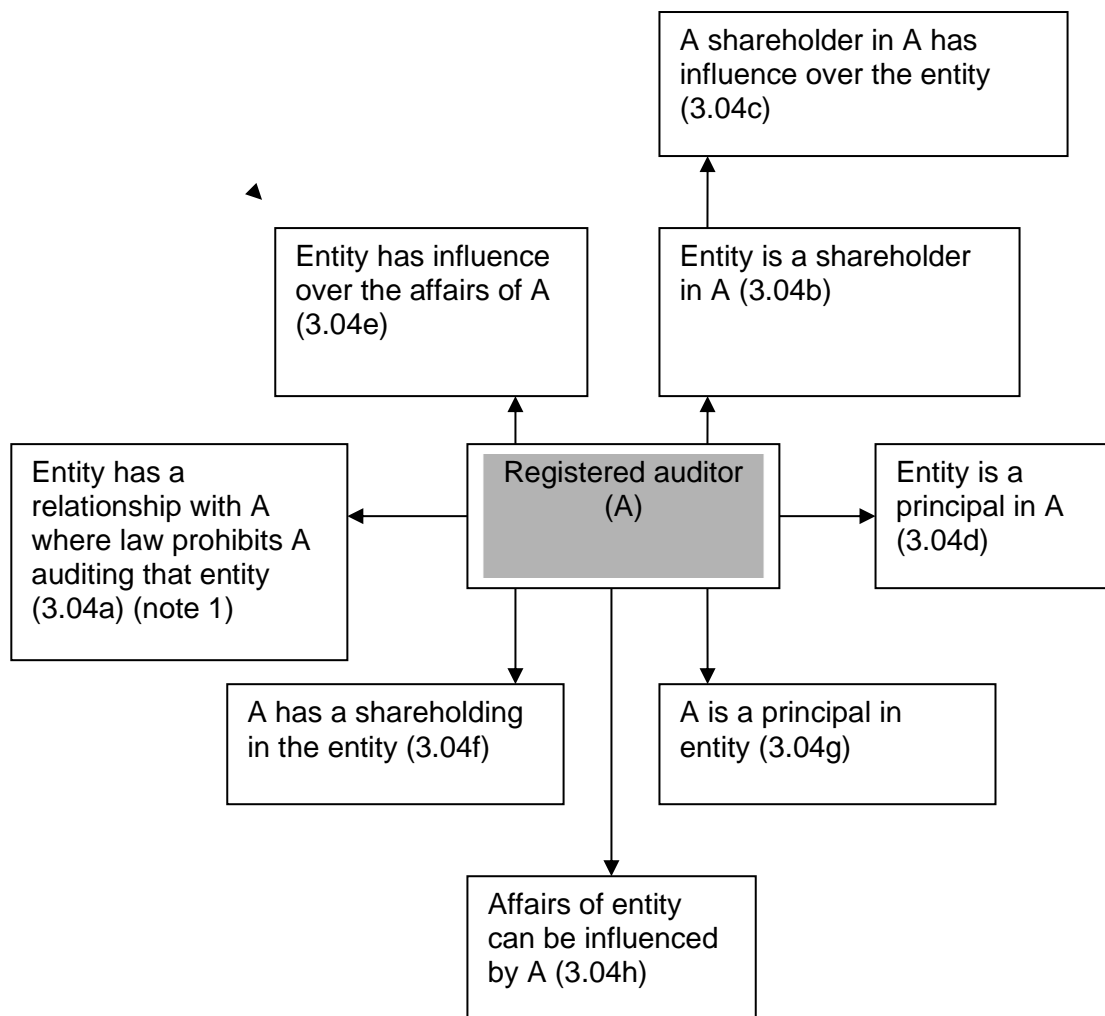 A shareholder in A has
influence over the entity
(3.04c)
Entity has influence
over the affairs of A
(3.04e)
Entity is a shareholder
in A (3.04b)
Entity has a
relationship with A
where law prohibits A
auditing that entity
(3.04a) (note 1)
Registered auditor
(A)
Entity is a
principal in A
(3.04d)
A has a shareholding
in the entity (3.04f)
A is a principal in
entity (3.04g)
Affairs of entity
can be influenced
by A (3.04h)